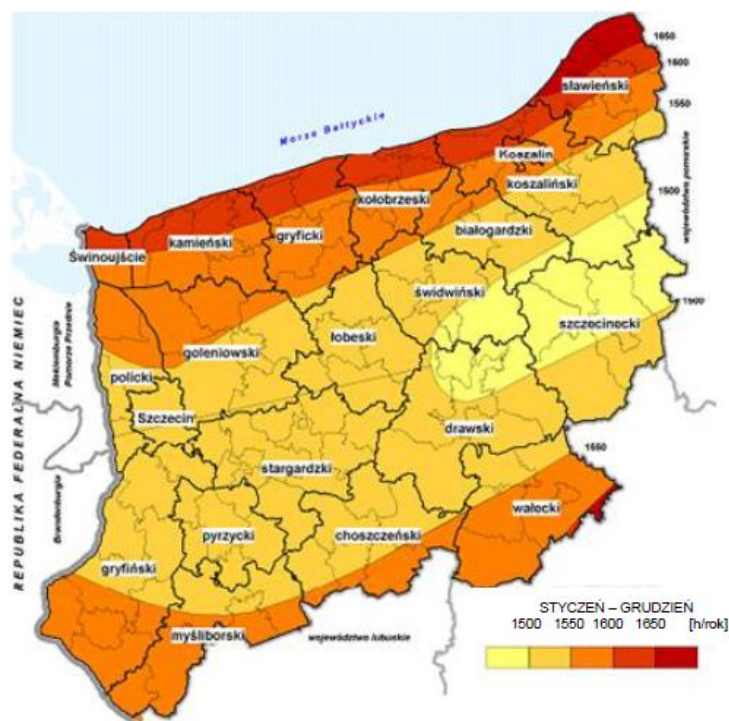 1650
1600
sławieński
1550
Morze Bałtyckie
województwo pomorskie
Koszalin
koszaliński
1500
kołobrzeski
białogardzki
gryficki
kamieński
Świnoujście
świdwiński
1500
szczecinecki
łobeski
goleniowski
policki
Meklemburgia
Pomorze Przednie
REPUBLIKA FEDERALNA NIEMIEC
Szczecin
drawski
1550
stargardzki
Brandenburgia
wałecki
pyrzycki
choszczeński
gryfiński
myśliborski
województwo lubuskie
STYCZEŃ – GRUDZIEŃ
1500 1550 1600 1650 [h/rok]